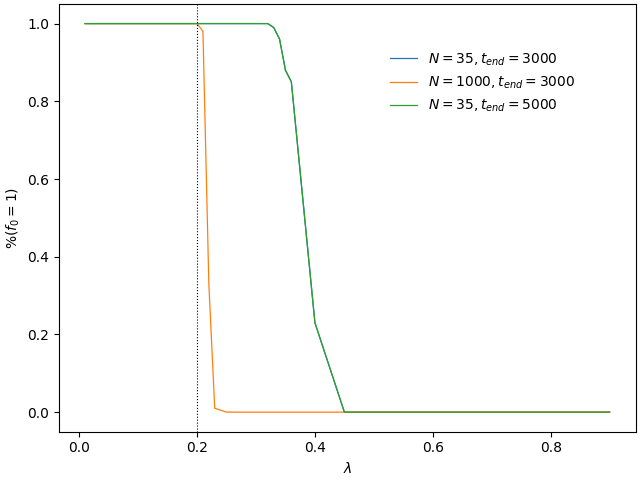 1.0
0.8
0.6
0.4
0.2
0.0
%(f₀ = 1)
N = 35, t_end = 3000
N = 1000, t_end = 3000
N = 35, t_end = 5000
0.0 0.2 0.4 0.6 0.8
λ